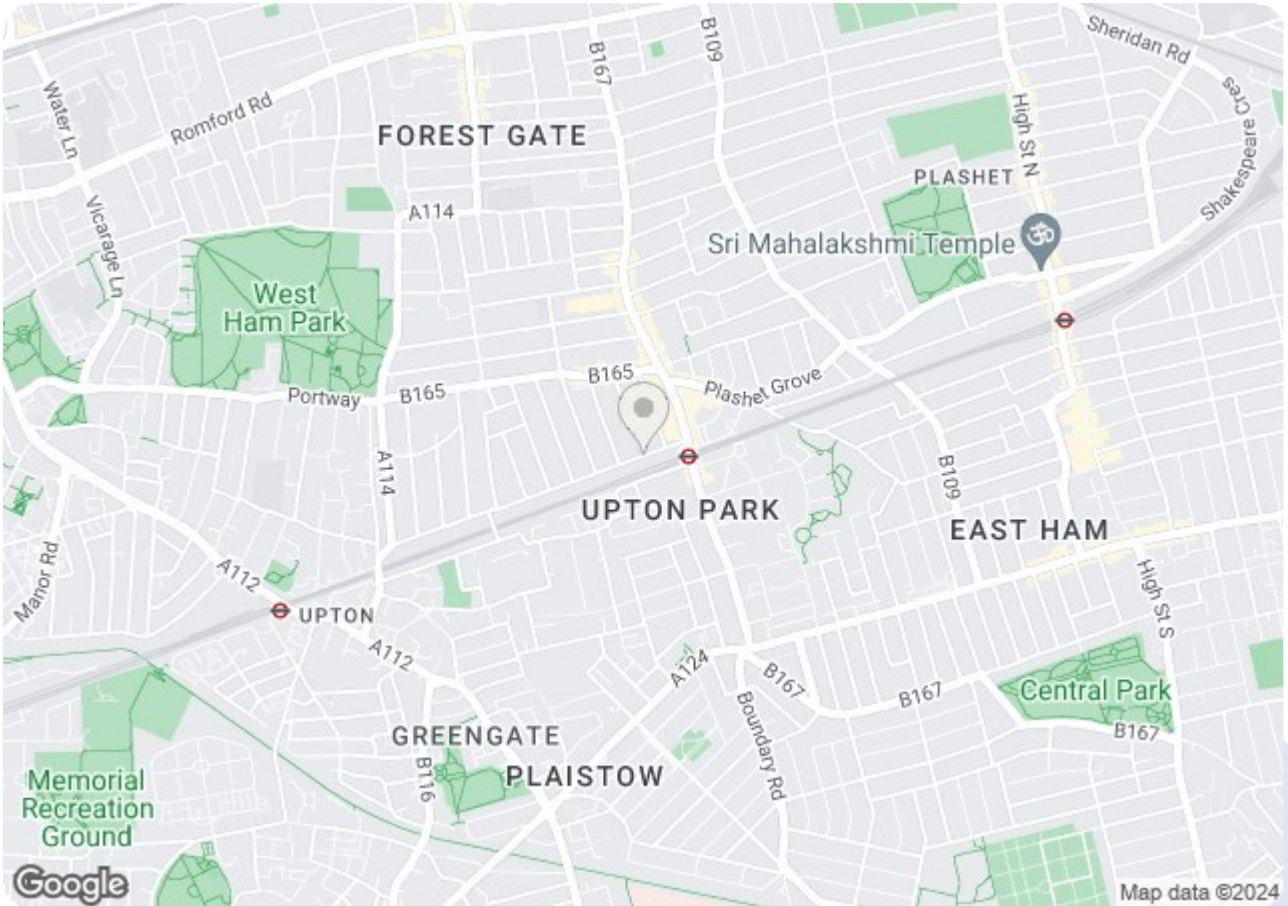 Sheridan Rd
B167
B109
Water Ln
Romford Rd
High St N
FOREST GATE
Shakespeare Cres
PLASHET
Vicarage Ln
A114
Sri Mahalakshmi Temple
West
Ham Park
B165
Plashet Grove
Portway
B165
A114
B109
UPTON PARK
EAST HAM
Manor Rd
A112
High St S
UPTON
A112
A124
B167
B167
Central Park
Boundary Rd
B167
GREENGATE
B116
PLAISTOW
Memorial
Recreation
Ground
Google
Map data ©2024